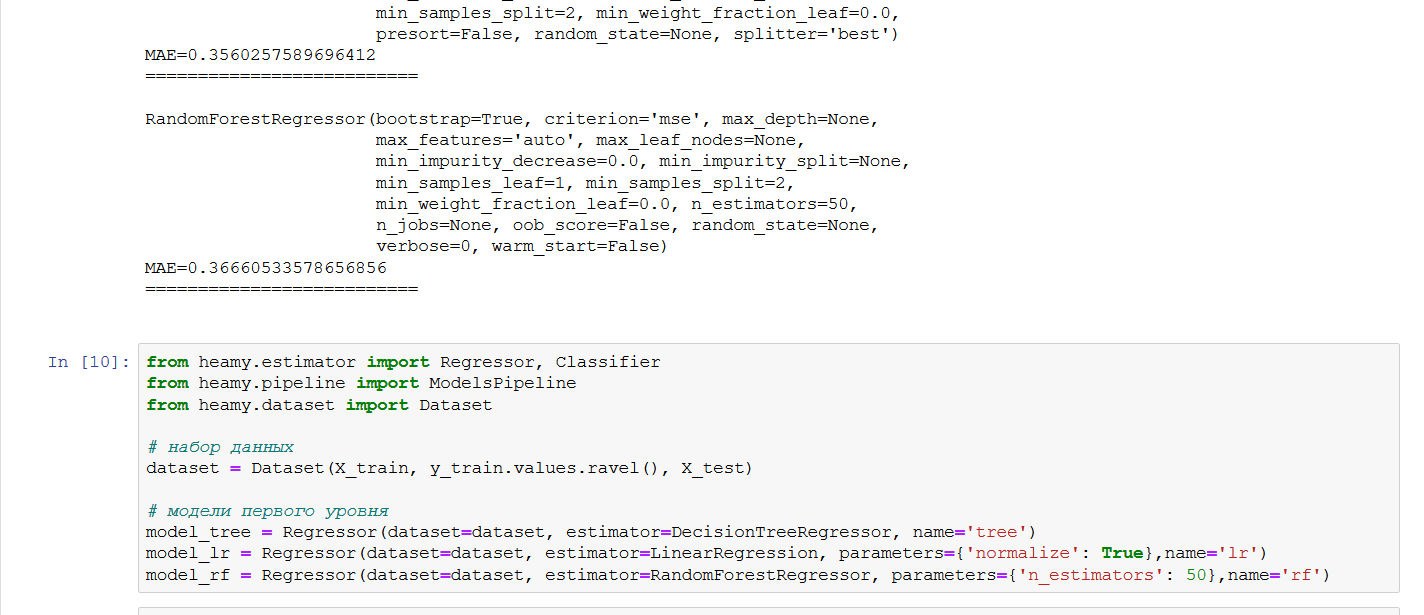 min_samples_split=2, min_weight_fraction_leaf=0.0,
presort=False, random_state=None, splitter='best')
MAE=0.3560257589696412
==========================
RandomForestRegressor(bootstrap=True, criterion='mse', max_depth=None,
max_features='auto', max_leaf_nodes=None,
min_impurity_decrease=0.0, min_impurity_split=None,
min_samples_leaf=1, min_samples_split=2,
min_weight_fraction_leaf=0.0, n_estimators=50,
n_jobs=None, oob_score=False, random_state=None,
verbose=0, warm_start=False)
MAE=0.36660533578656856
==========================
In [10]: from heamy.estimator import Regressor, Classifier
from heamy.pipeline import ModelsPipeline
from heamy.dataset import Dataset
# набор данных
dataset = Dataset(X_train, y_train.values.ravel(), X_test)
# модели первого уровня
model_tree = Regressor(dataset=dataset, estimator=DecisionTreeRegressor, name='tree')
model_lr = Regressor(dataset=dataset, estimator=LinearRegression, parameters={'normalize': True},name='lr')
model_rf = Regressor(dataset=dataset, estimator=RandomForestRegressor, parameters={'n_estimators': 50},name='rf')